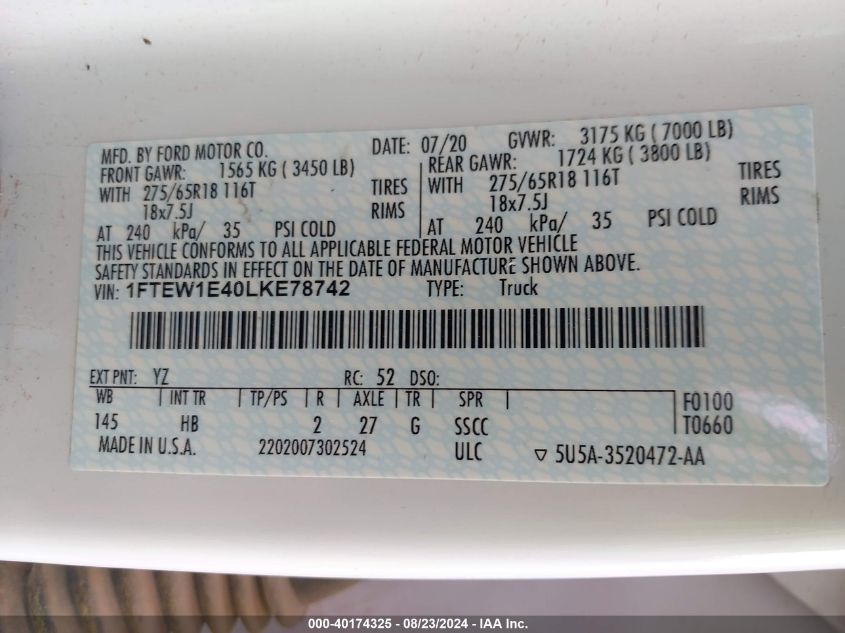 MFD. BY FORD MOTOR CO. DATE: 07/20 GVWR: 3175 KG ( 7000 LB)
FRONT GAWR: 1565 KG ( 3450 LB) REAR GAWR: 1724 KG ( 3800 LB)
WITH 275/65R18 116T TIRES WITH 275/65R18 116T TIRES
18x7.5J RIMS 18x7.5J RIMS
AT 240 kPa/ 35 PSI COLD AT 240 kPa/ 35 PSI COLD
THIS VEHICLE CONFORMS TO ALL APPLICABLE FEDERAL MOTOR VEHICLE
SAFETY STANDARDS IN EFFECT ON THE DATE OF MANUFACTURE SHOWN ABOVE.
VIN: 1FTEW1E40LKE78742 TYPE: Truck
EXT PNT: YZ RC: 52 DSO:
WB INT TR TP/PS R AXLE TR SPR F0100
145 HB 2 27 G SSCC T0660
MADE IN U.S.A. 2202007302524 ULC ▽ 5U5A-3520472-AA
000-40174325 - 08/23/2024 - IAA Inc.